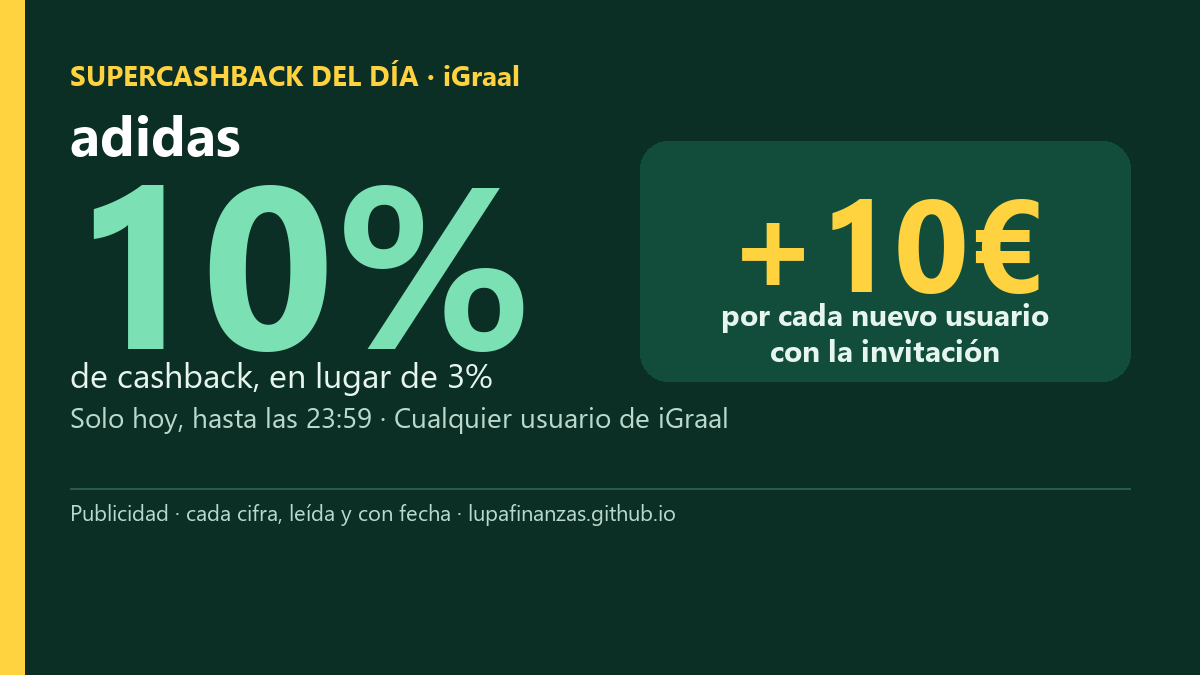 SUPERCASHBACK DEL DÍA · iGraal
adidas
10%
de cashback, en lugar de 3%
Solo hoy, hasta las 23:59 · Cualquier usuario de iGraal
+10€
por cada nuevo usuario
con la invitación
Publicidad · cada cifra, leída y con fecha · lupafinanzas.github.io